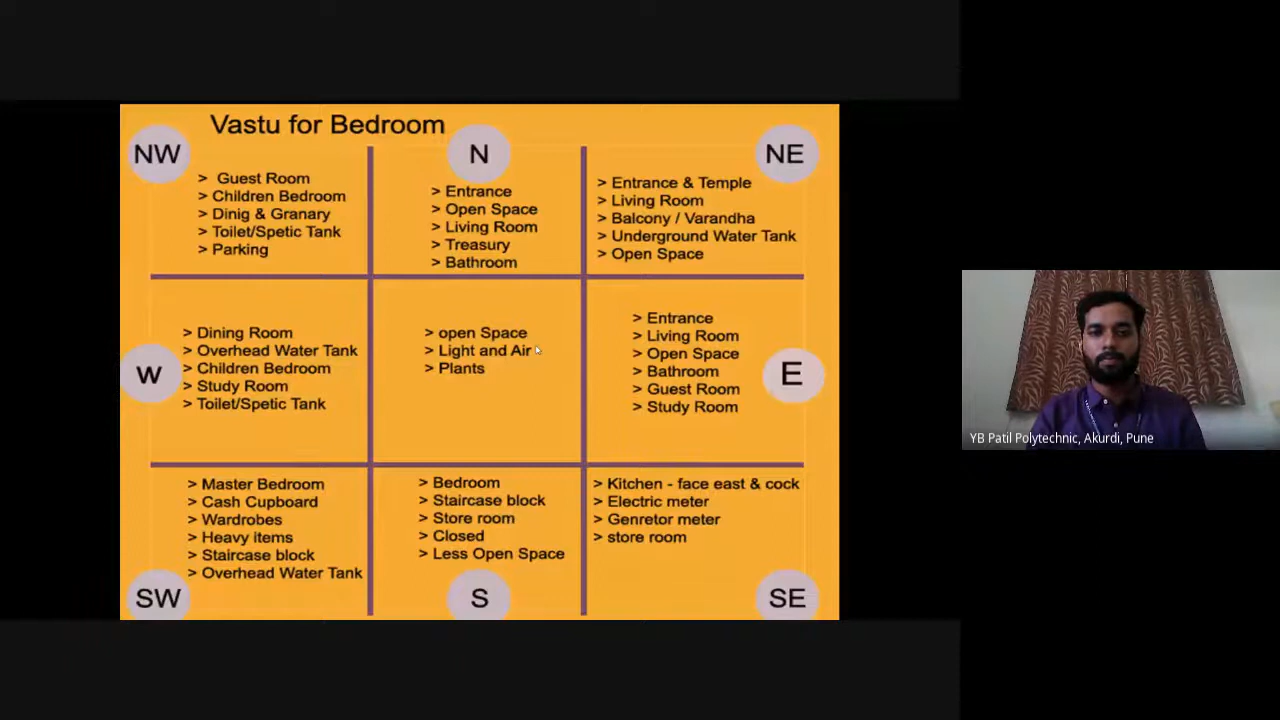 Vastu for Bedroom
NW
> Guest Room
> Children Bedroom
> Dinig & Granary
> Toilet/Spetic Tank
> Parking
N
> Entrance
> Open Space
> Living Room
> Treasury
> Bathroom
NE
> Entrance & Temple
> Living Room
> Balcony / Varandha
> Underground Water Tank
> Open Space
w
> Dining Room
> Overhead Water Tank
> Children Bedroom
> Study Room
> Toilet/Spetic Tank
> open Space
> Light and Air
> Plants
> Entrance
> Living Room
> Open Space
> Bathroom
> Guest Room
> Study Room
E
> Master Bedroom
> Cash Cupboard
> Wardrobes
> Heavy items
> Staircase block
> Overhead Water Tank
SW
> Bedroom
> Staircase block
> Store room
> Closed
> Less Open Space
S
> Kitchen - face east & cock
> Electric meter
> Genretor meter
> store room
SE
YB Patil Polytechnic, Akurdi, Pune